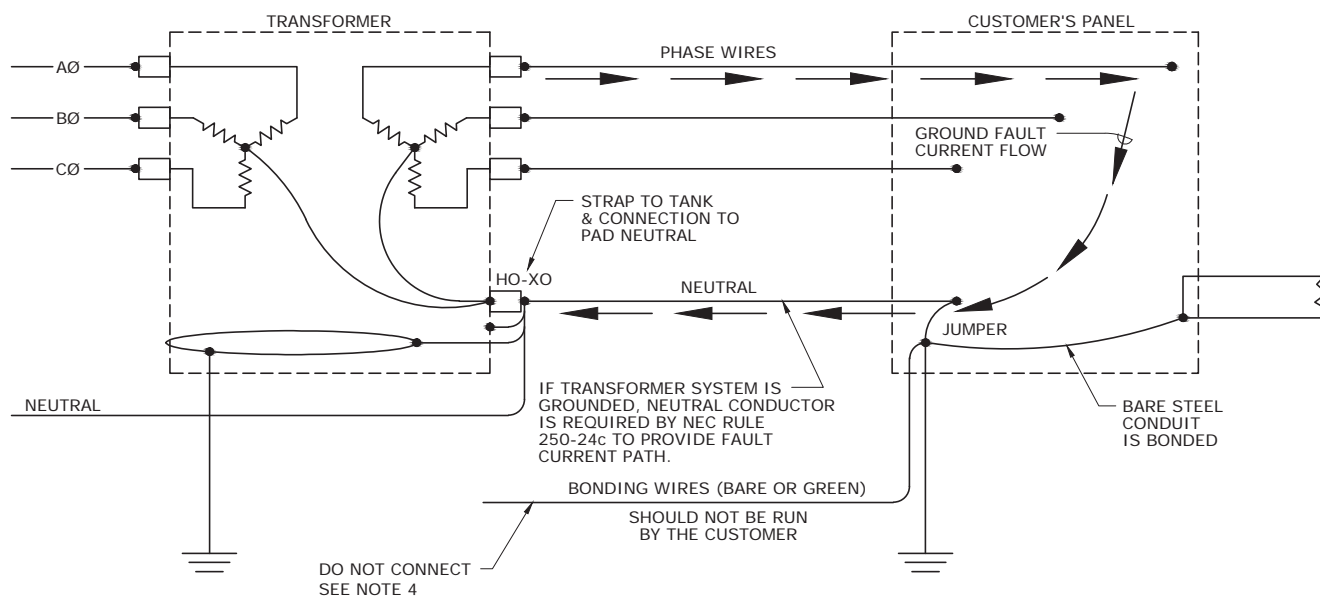 TRANSFORMER
CUSTOMER'S PANEL
PHASE WIRES
AØ
BØ
CØ
GROUND FAULT
CURRENT FLOW
STRAP TO TANK
& CONNECTION TO
PAD NEUTRAL
HO-XO
NEUTRAL
JUMPER
IF TRANSFORMER SYSTEM IS
GROUNDED, NEUTRAL CONDUCTOR
IS REQUIRED BY NEC RULE
250-24c TO PROVIDE FAULT
CURRENT PATH.
NEUTRAL
BARE STEEL
CONDUIT
IS BONDED
BONDING WIRES (BARE OR GREEN)
SHOULD NOT BE RUN
BY THE CUSTOMER
DO NOT CONNECT
SEE NOTE 4